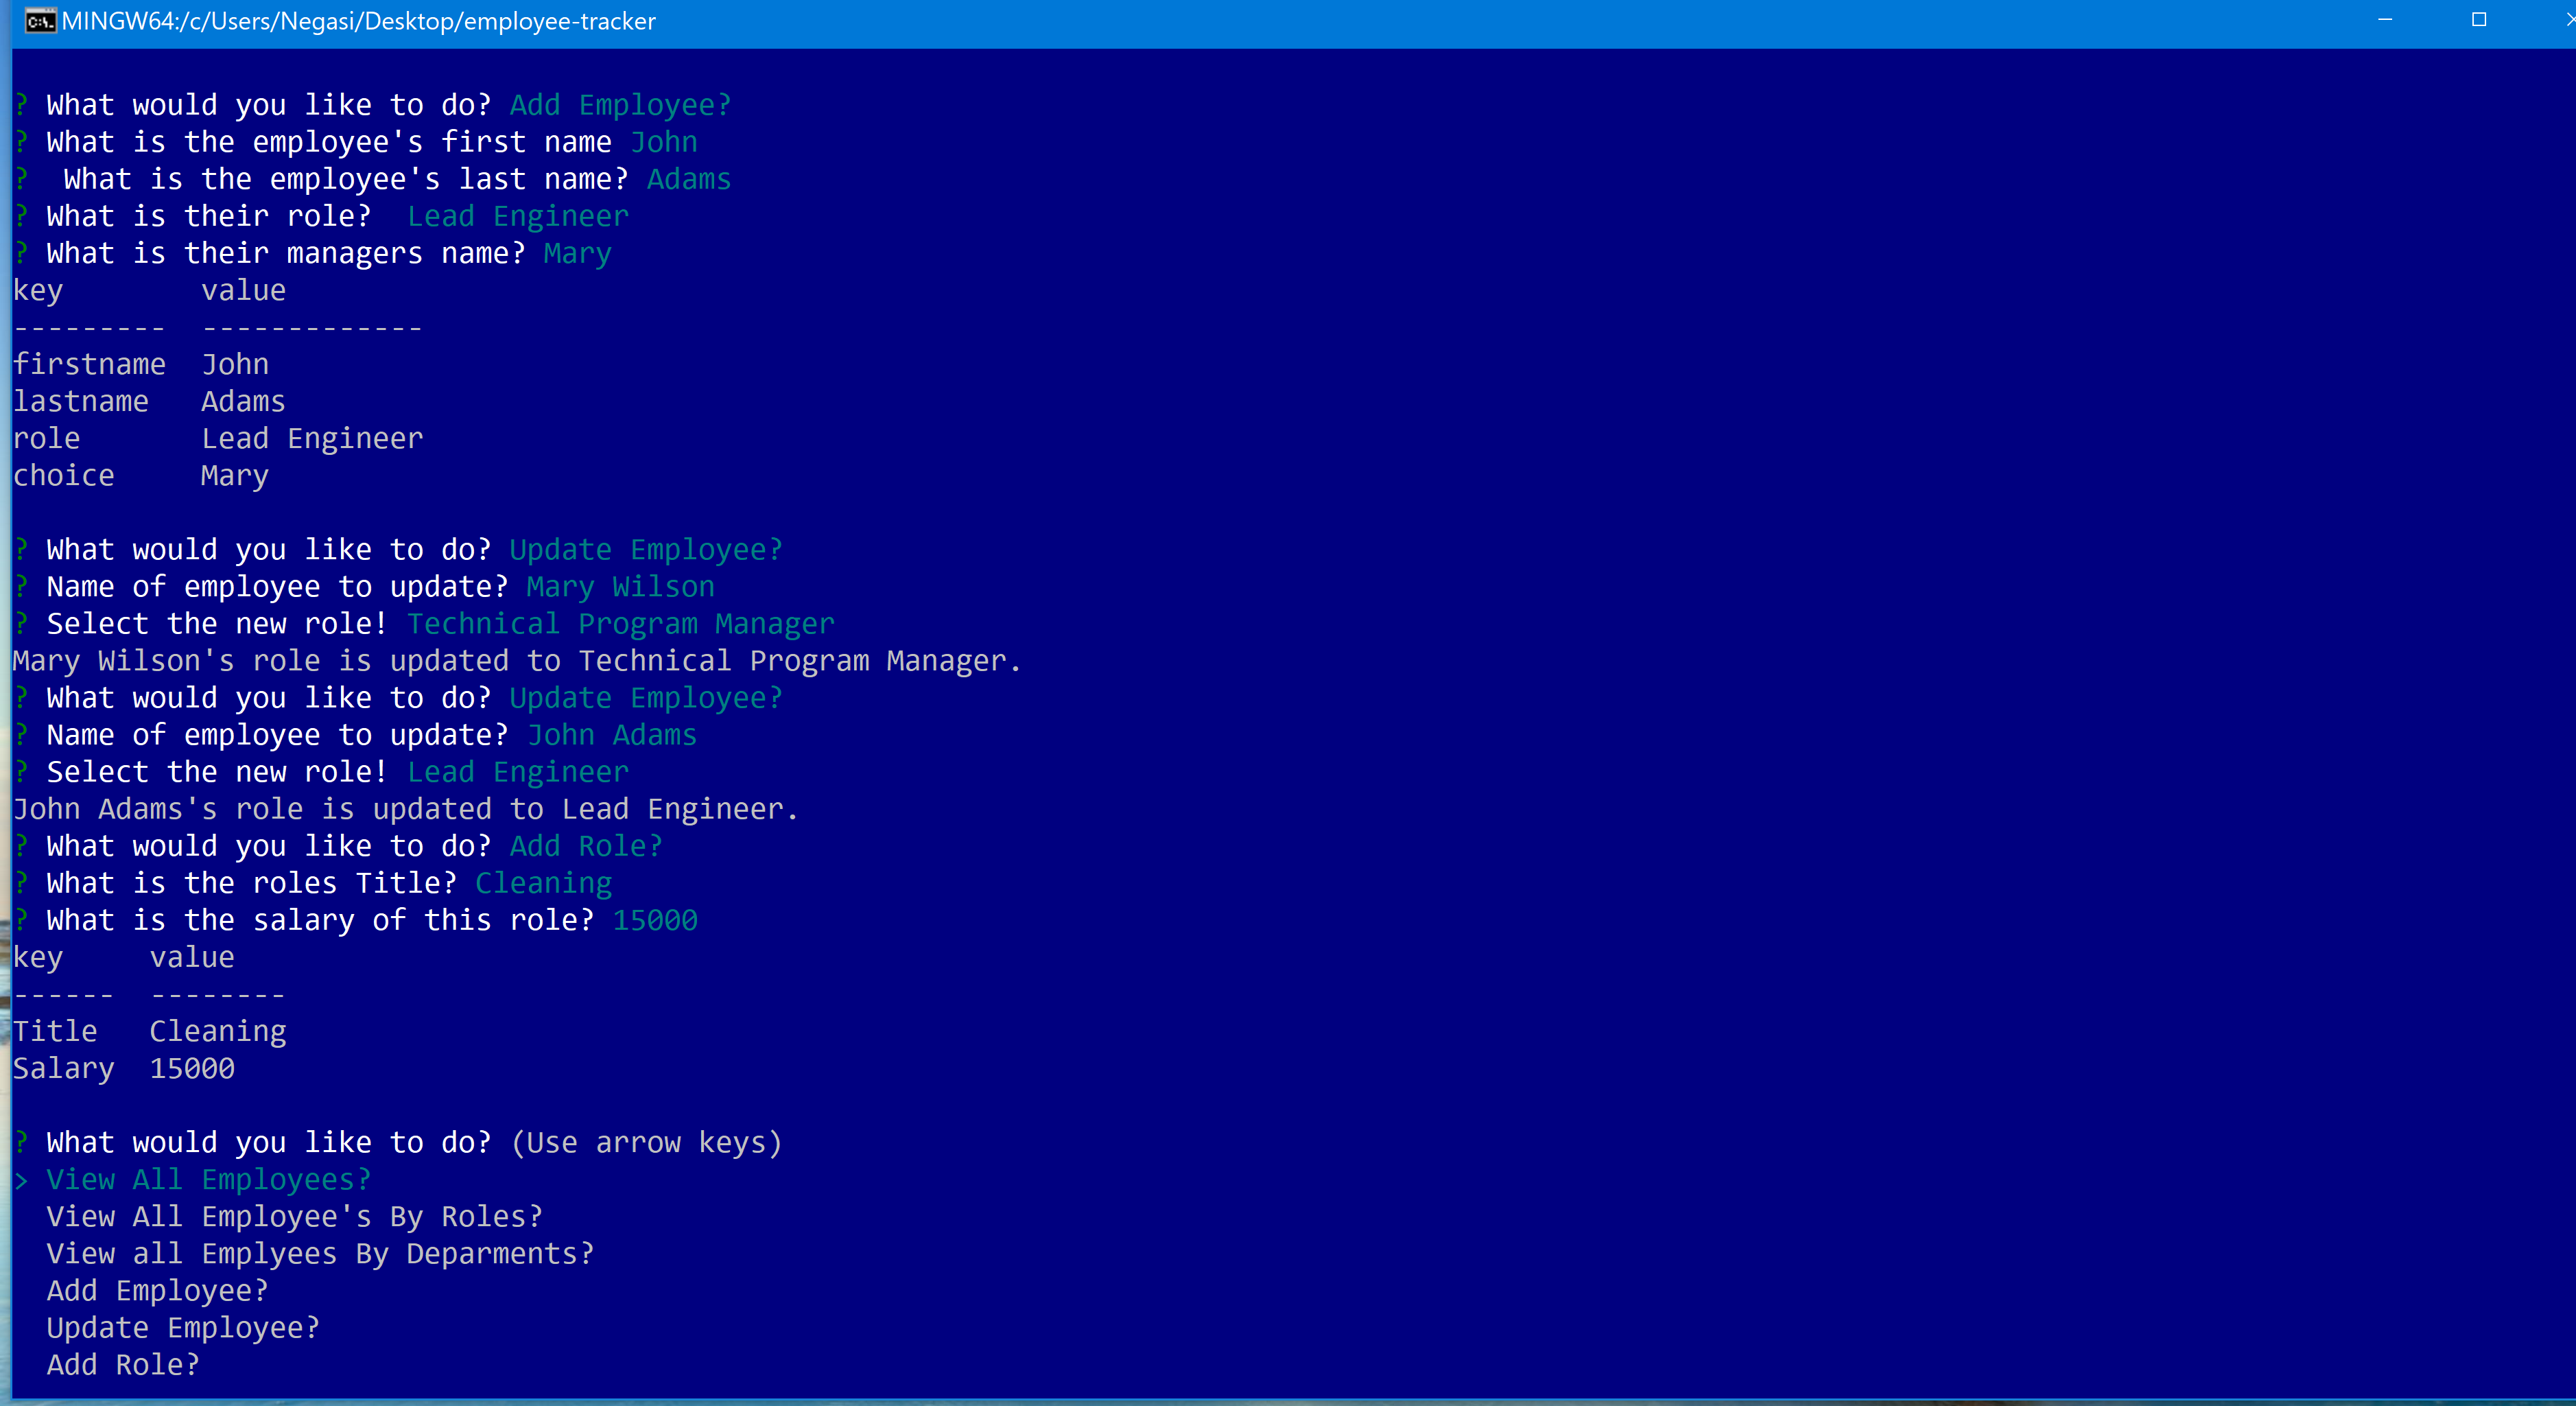 MINGW64:/c/Users/Negasi/Desktop/employee-tracker
? What would you like to do? Add Employee?
? What is the employee's first name John
?  What is the employee's last name? Adams
? What is their role?  Lead Engineer
? What is their managers name? Mary
key        value
---------  -------------
firstname  John
lastname   Adams
role       Lead Engineer
choice     Mary
? What would you like to do? Update Employee?
? Name of employee to update? Mary Wilson
? Select the new role! Technical Program Manager
Mary Wilson's role is updated to Technical Program Manager.
? What would you like to do? Update Employee?
? Name of employee to update? John Adams
? Select the new role! Lead Engineer
John Adams's role is updated to Lead Engineer.
? What would you like to do? Add Role?
? What is the roles Title? Cleaning
? What is the salary of this role? 15000
key     value
------  --------
Title   Cleaning
Salary  15000
? What would you like to do? (Use arrow keys)
> View All Employees?
  View All Employee's By Roles?
  View all Emplyees By Deparments?
  Add Employee?
  Update Employee?
  Add Role?